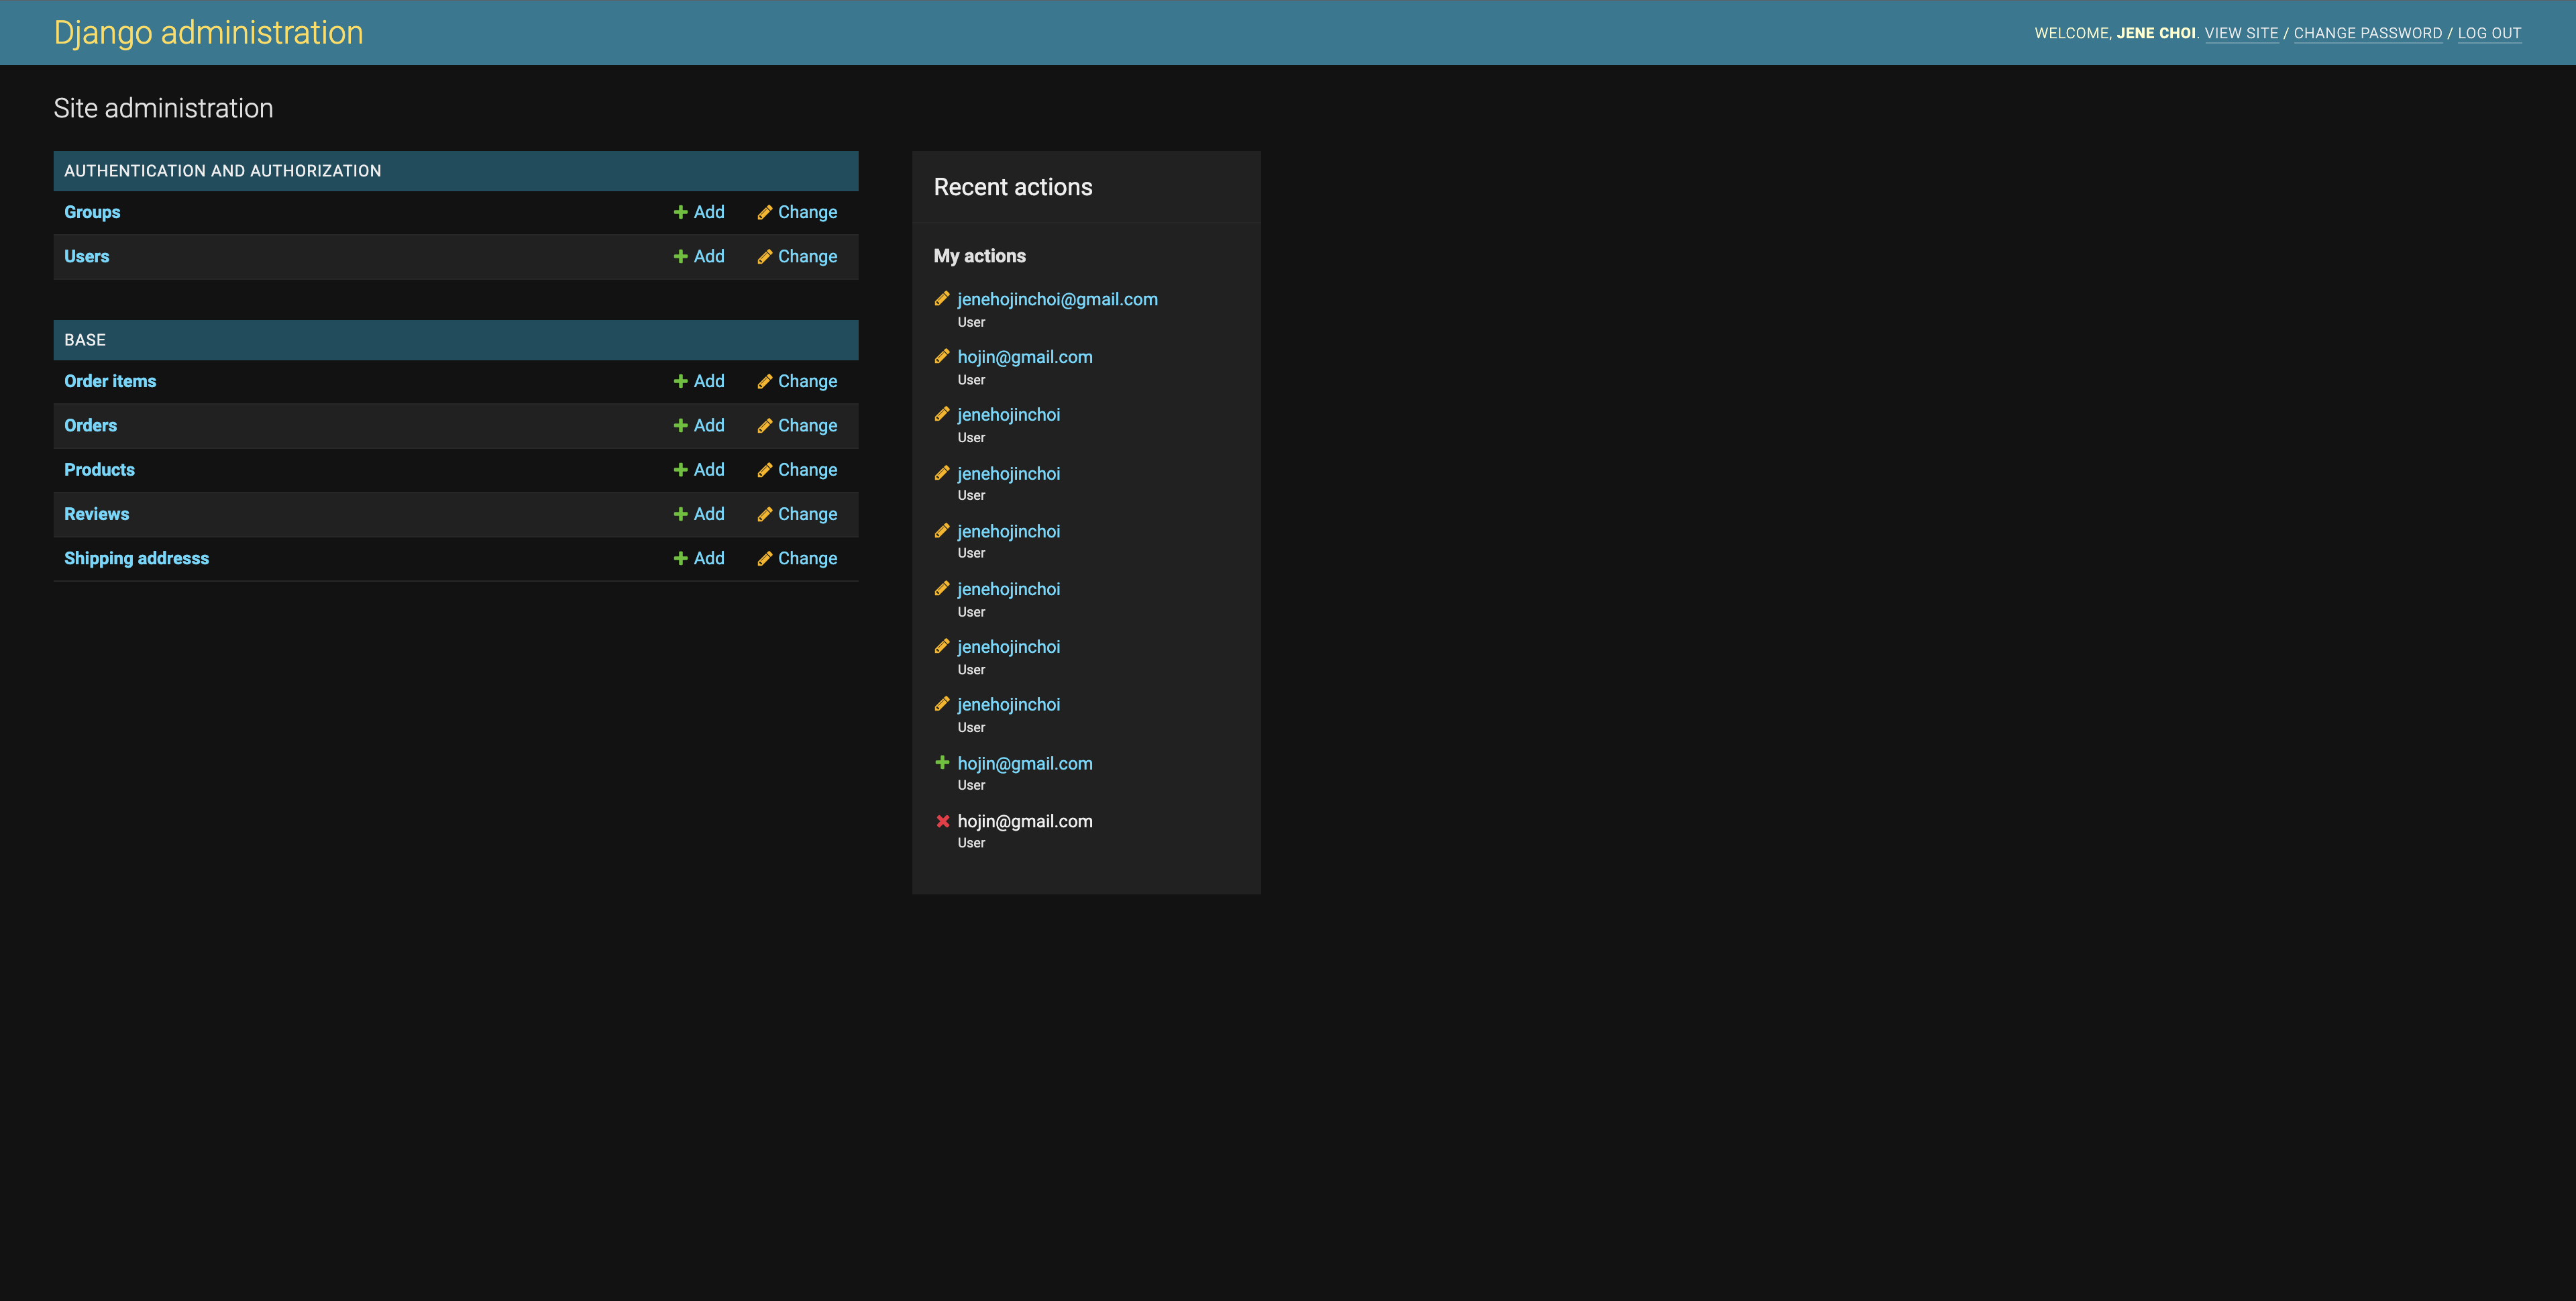 Django administration
WELCOME, JENE CHOI. VIEW SITE / CHANGE PASSWORD / LOG OUT
Site administration
AUTHENTICATION AND AUTHORIZATION
Groups Add Change
Users Add Change
BASE
Order items Add Change
Orders Add Change
Products Add Change
Reviews Add Change
Shipping addresss Add Change
Recent actions
My actions
jenehojinchoi@gmail.com
User
hojin@gmail.com
User
jenehojinchoi
User
jenehojinchoi
User
jenehojinchoi
User
jenehojinchoi
User
jenehojinchoi
User
jenehojinchoi
User
hojin@gmail.com
User
hojin@gmail.com
User